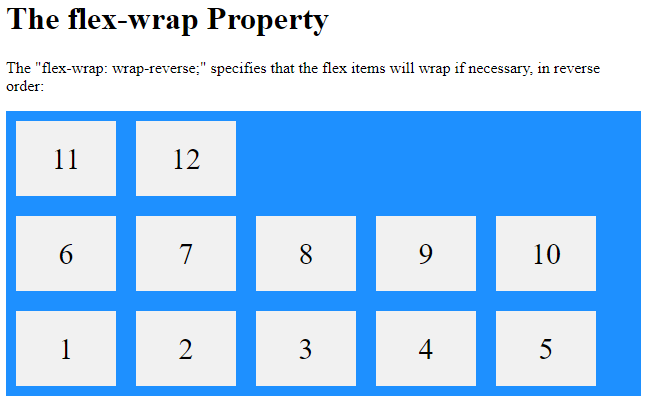 The flex-wrap Property
The "flex-wrap: wrap-reverse;" specifies that the flex items will wrap if necessary, in reverse
order:
11 12
6 7 8 9 10
1 2 3 4 5